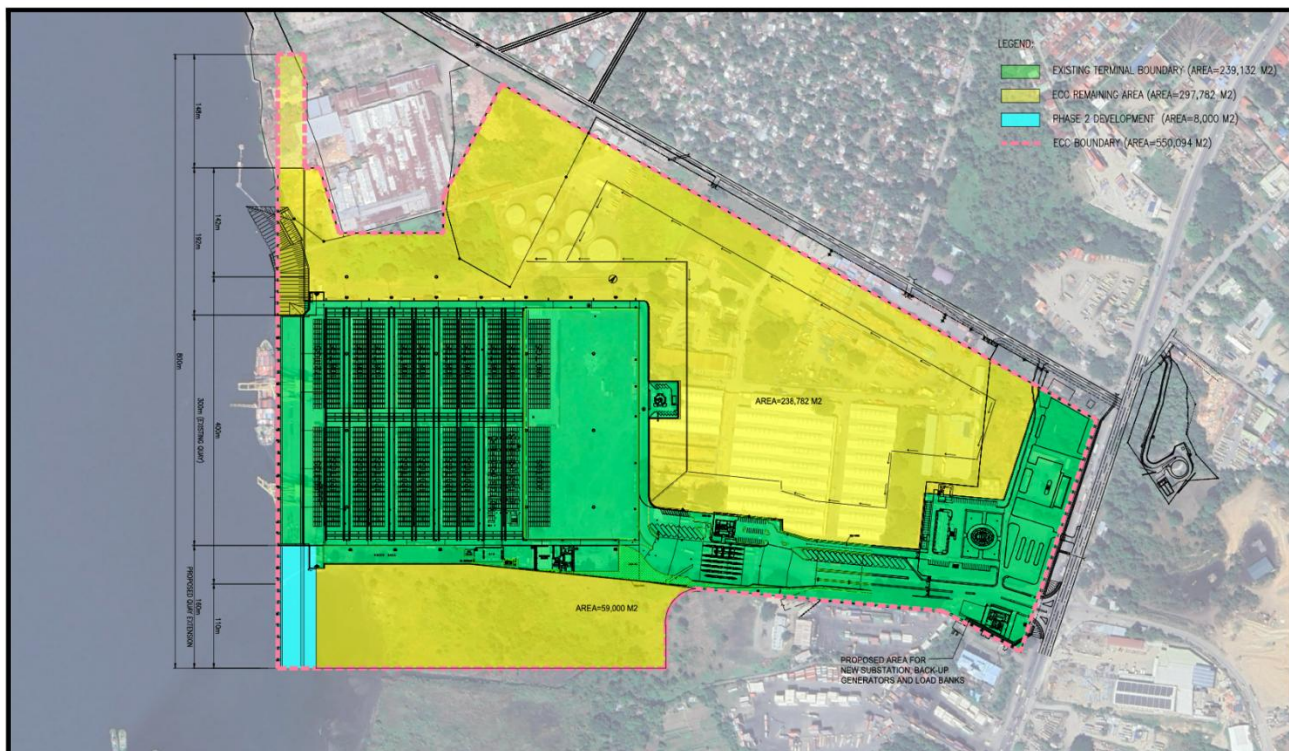 LEGEND:
EXISTING TERMINAL BOUNDARY (AREA=239,132 M2)
ECC REMAINING AREA (AREA=297,782 M2)
PHASE 2 DEVELOPMENT (AREA=8,000 M2)
ECC BOUNDARY (AREA=550,094 M2)
148m
142m
192m
800m
300m (EXISTING QUAY)
400m
AREA=238,782 M2
PROPOSED QUAY EXTENSION
160m
110m
AREA=59,000 M2
PROPOSED AREA FOR
NEW SUBSTATION, BACK-UP
GENERATORS AND LOAD BANKS